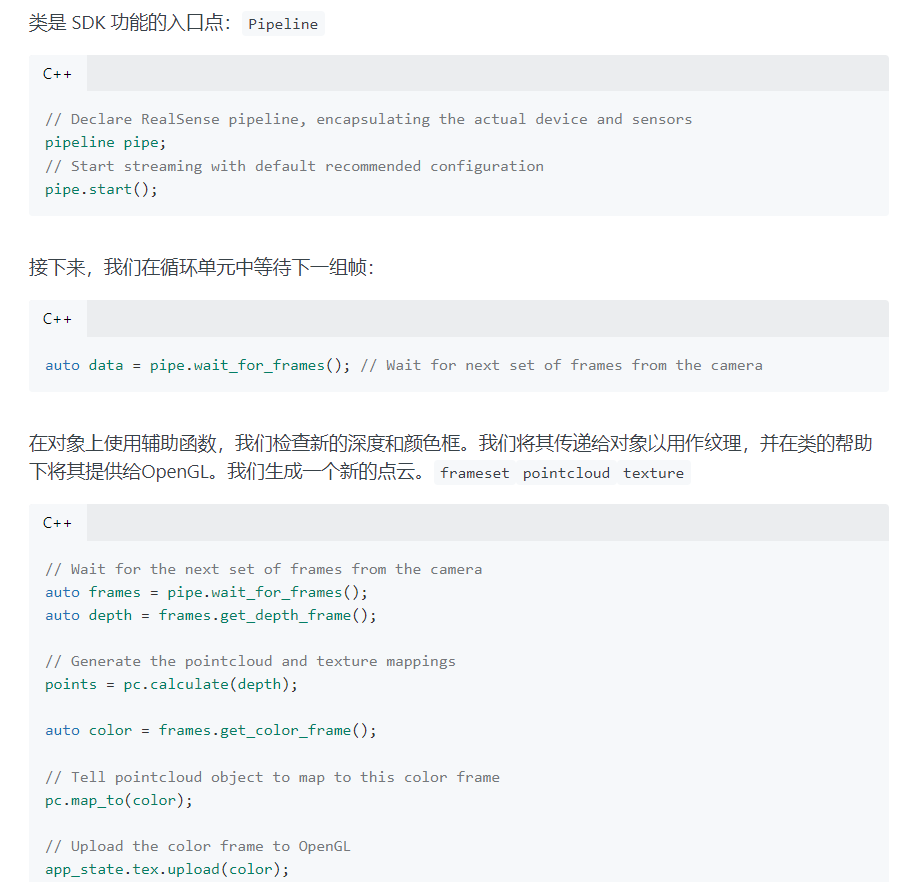 类是 SDK 功能的入口点： Pipeline
C++
// Declare RealSense pipeline, encapsulating the actual device and sensors
pipeline pipe;
// Start streaming with default recommended configuration
pipe.start();
接下来，我们在循环单元中等待下一组帧：
C++
auto data = pipe.wait_for_frames(); // Wait for next set of frames from the camera
在对象上使用辅助函数，我们检查新的深度和颜色框。我们将其传递给对象以用作纹理，并在类的帮助
下将其提供给OpenGL。我们生成一个新的点云。 frameset pointcloud texture
C++
// Wait for the next set of frames from the camera
auto frames = pipe.wait_for_frames();
auto depth = frames.get_depth_frame();
// Generate the pointcloud and texture mappings
points = pc.calculate(depth);
auto color = frames.get_color_frame();
// Tell pointcloud object to map to this color frame
pc.map_to(color);
// Upload the color frame to OpenGL
app_state.tex.upload(color);